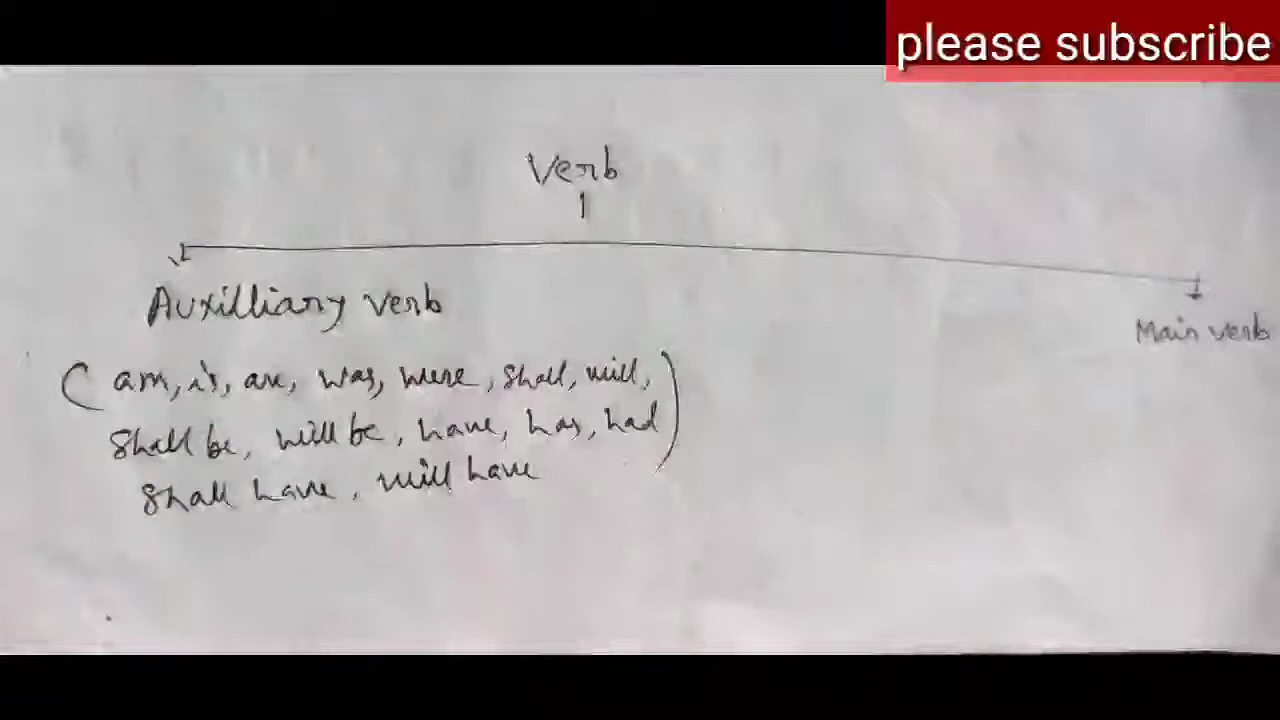 please subscribe
Verb
Auxilliary verb
Main verb
(am, is, are, was, were, shall, will,
shall be, will be, have, has, had)
shall have, will have